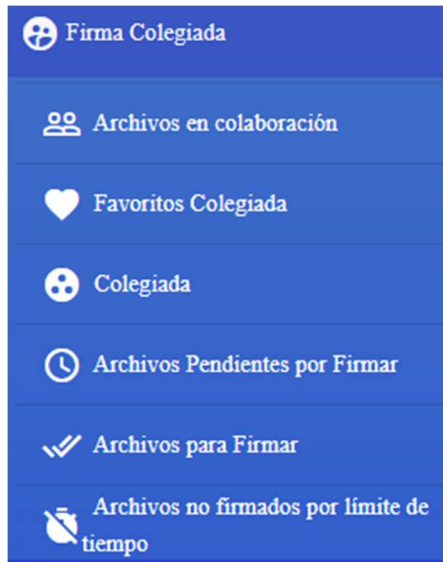 Firma Colegiada
Archivos en colaboración
Favoritos Colegiada
Colegiada
Archivos Pendientes por Firmar
Archivos para Firmar
Archivos no firmados por límite de
tiempo